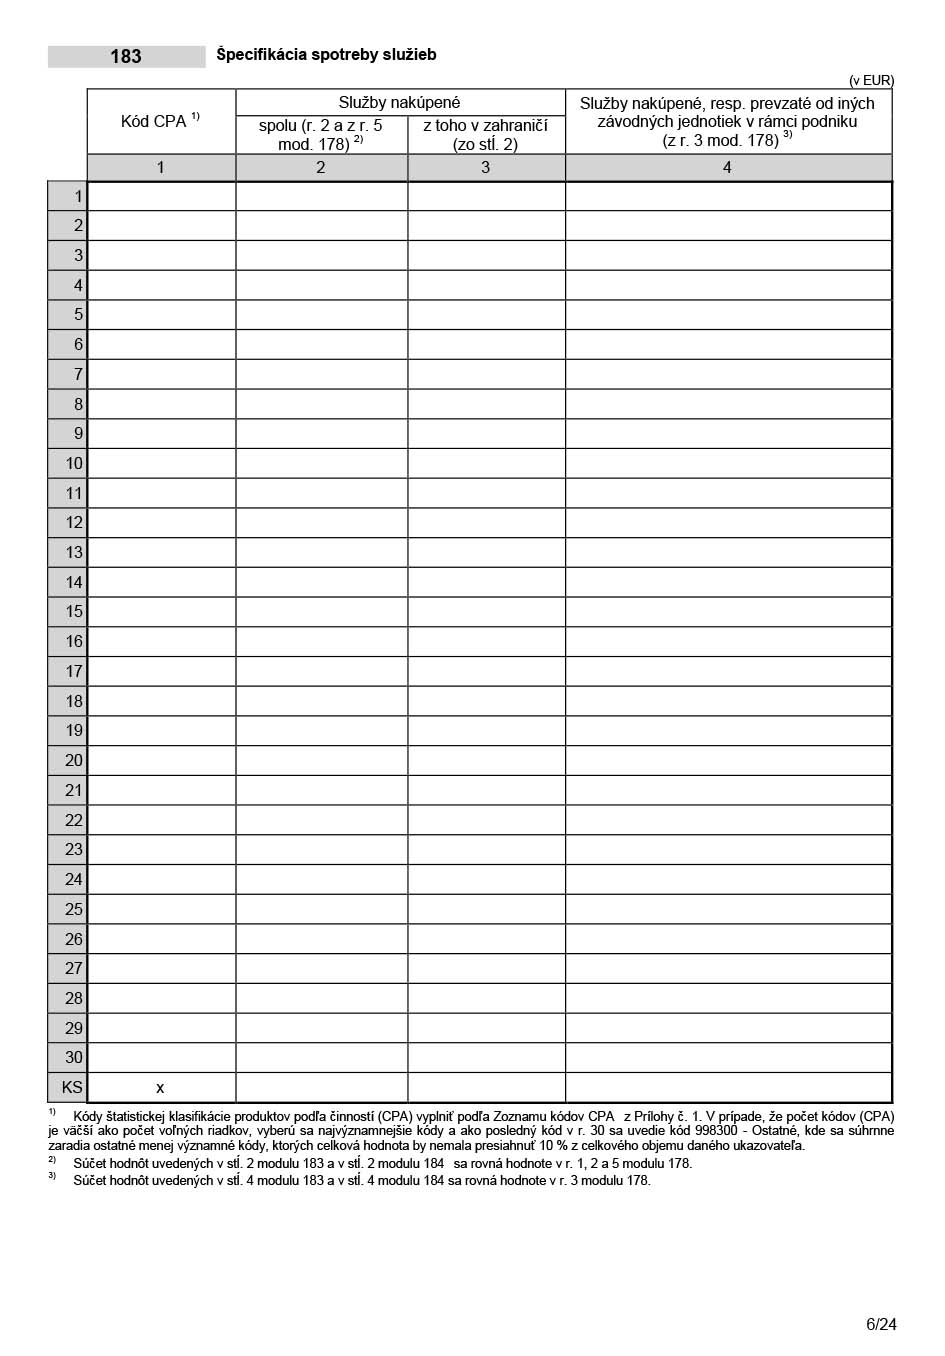 183 Špecifikácia spotreby služieb
(v EUR)
Kód CPA 1)
Služby nakúpené
spolu (r. 2 a z r. 5
mod. 178) 2)
z toho v zahraničí
(zo stĺ. 2)
Služby nakúpené, resp. prevzaté od iných
závodných jednotiek v rámci podniku
(z r. 3 mod. 178) 3)
1 2 3 4
1
2
3
4
5
6
7
8
9
10
11
12
13
14
15
16
17
18
19
20
21
22
23
24
25
26
27
28
29
30
KS x
1) Kódy štatistickej klasifikácie produktov podľa činností (CPA) vyplniť podľa Zoznamu kódov CPA z Prílohy č. 1. V prípade, že počet kódov (CPA)
je väčší ako počet voľných riadkov, vyberú sa najvýznamnejšie kódy a ako posledný kód v r. 30 sa uvedie kód 998300 - Ostatné, kde sa súhrnne
zaradia ostatné menej významné kódy, ktorých celková hodnota by nemala presiahnuť 10 % z celkového objemu daného ukazovateľa.
2) Súčet hodnôt uvedených v stĺ. 2 modulu 183 a v stĺ. 2 modulu 184 sa rovná hodnote v r. 1, 2 a 5 modulu 178.
3) Súčet hodnôt uvedených v stĺ. 4 modulu 183 a v stĺ. 4 modulu 184 sa rovná hodnote v r. 3 modulu 178.
6/24